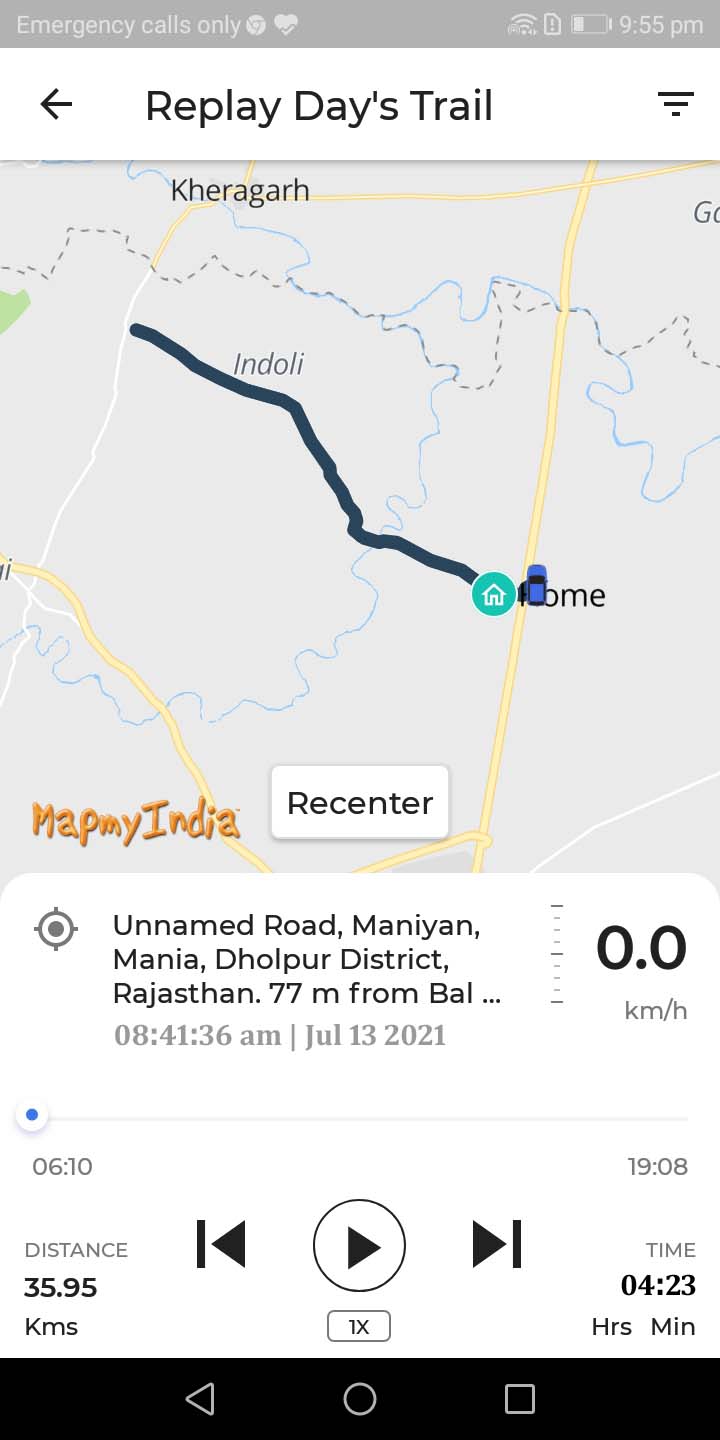 Emergency calls only
9:55 pm
Replay Day's Trail
Kheragarh
Indoli
Home
MapmyIndia
Recenter
Unnamed Road, Maniyan,
Mania, Dholpur District,
Rajasthan. 77 m from Bal ...
08:41:36 am | Jul 13 2021
0.0
km/h
06:10
19:08
DISTANCE
35.95
Kms
1X
TIME
04:23
Hrs Min